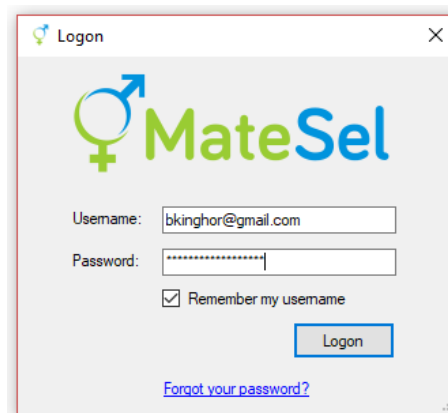 Logon
MateSel
Username: bkinghor@gmail.com
Password: ******************
Remember my username
Logon
Forgot your password?